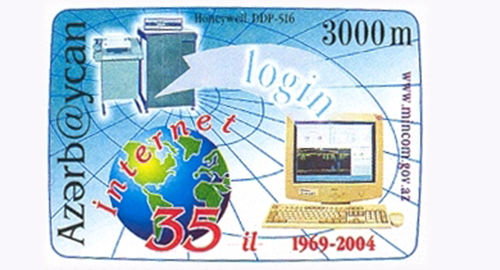 Honeywell DDP-516
3000 m
Azərb@ycan
login
www.mincom.gov.az
internet
35 il
1969-2004